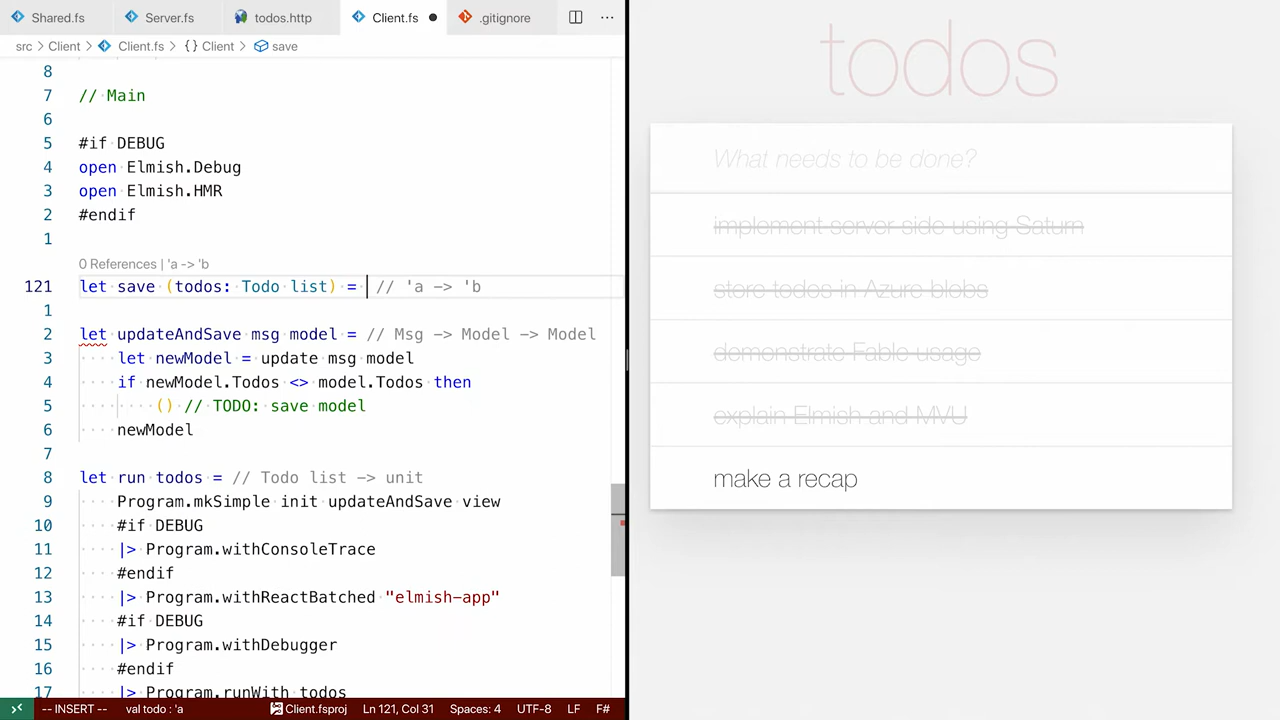 Shared.fs Server.fs todos.http Client.fs .gitignore
src > Client > Client.fs > {} Client > save
8
7 // Main
6
5 #if DEBUG
4 open Elmish.Debug
3 open Elmish.HMR
2 #endif
1
0 References | 'a -> 'b
121 let save (todos: Todo list) = // 'a -> 'b
1
2 let updateAndSave msg model = // Msg -> Model -> Model
3 let newModel = update msg model
4 if newModel.Todos <> model.Todos then
5 () // TODO: save model
6 newModel
7
8 let run todos = // Todo list -> unit
9 Program.mkSimple init updateAndSave view
10 #if DEBUG
11 |> Program.withConsoleTrace
12 #endif
13 |> Program.withReactBatched "elmish-app"
14 #if DEBUG
15 |> Program.withDebugger
16 #endif
17 |> Program.runWith todos
-- INSERT -- val todo : 'a Client.fsproj Ln 121, Col 31 Spaces: 4 UTF-8 LF F#
todos
What needs to be done?
implement server side using Saturn
store todos in Azure blobs
demonstrate Fable usage
explain Elmish and MVU
make a recap